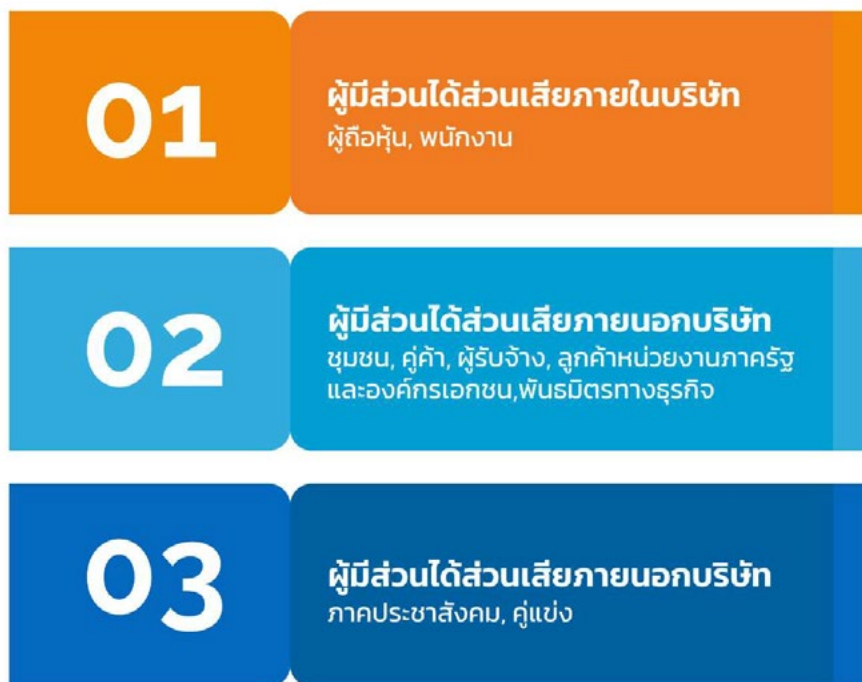 01
ผู้มีส่วนได้ส่วนเสียภายในบริษัท
ผู้ถือหุ้น, พนักงาน
02
ผู้มีส่วนได้ส่วนเสียภายนอกบริษัท
ชุมชน, คู่ค้า, ผู้รับจ้าง, ลูกค้าหน่วยงานภาครัฐ
และองค์กรเอกชน,พันธมิตรทางธุรกิจ
03
ผู้มีส่วนได้ส่วนเสียภายนอกบริษัท
ภาคประชาสังคม, คู่แข่ง